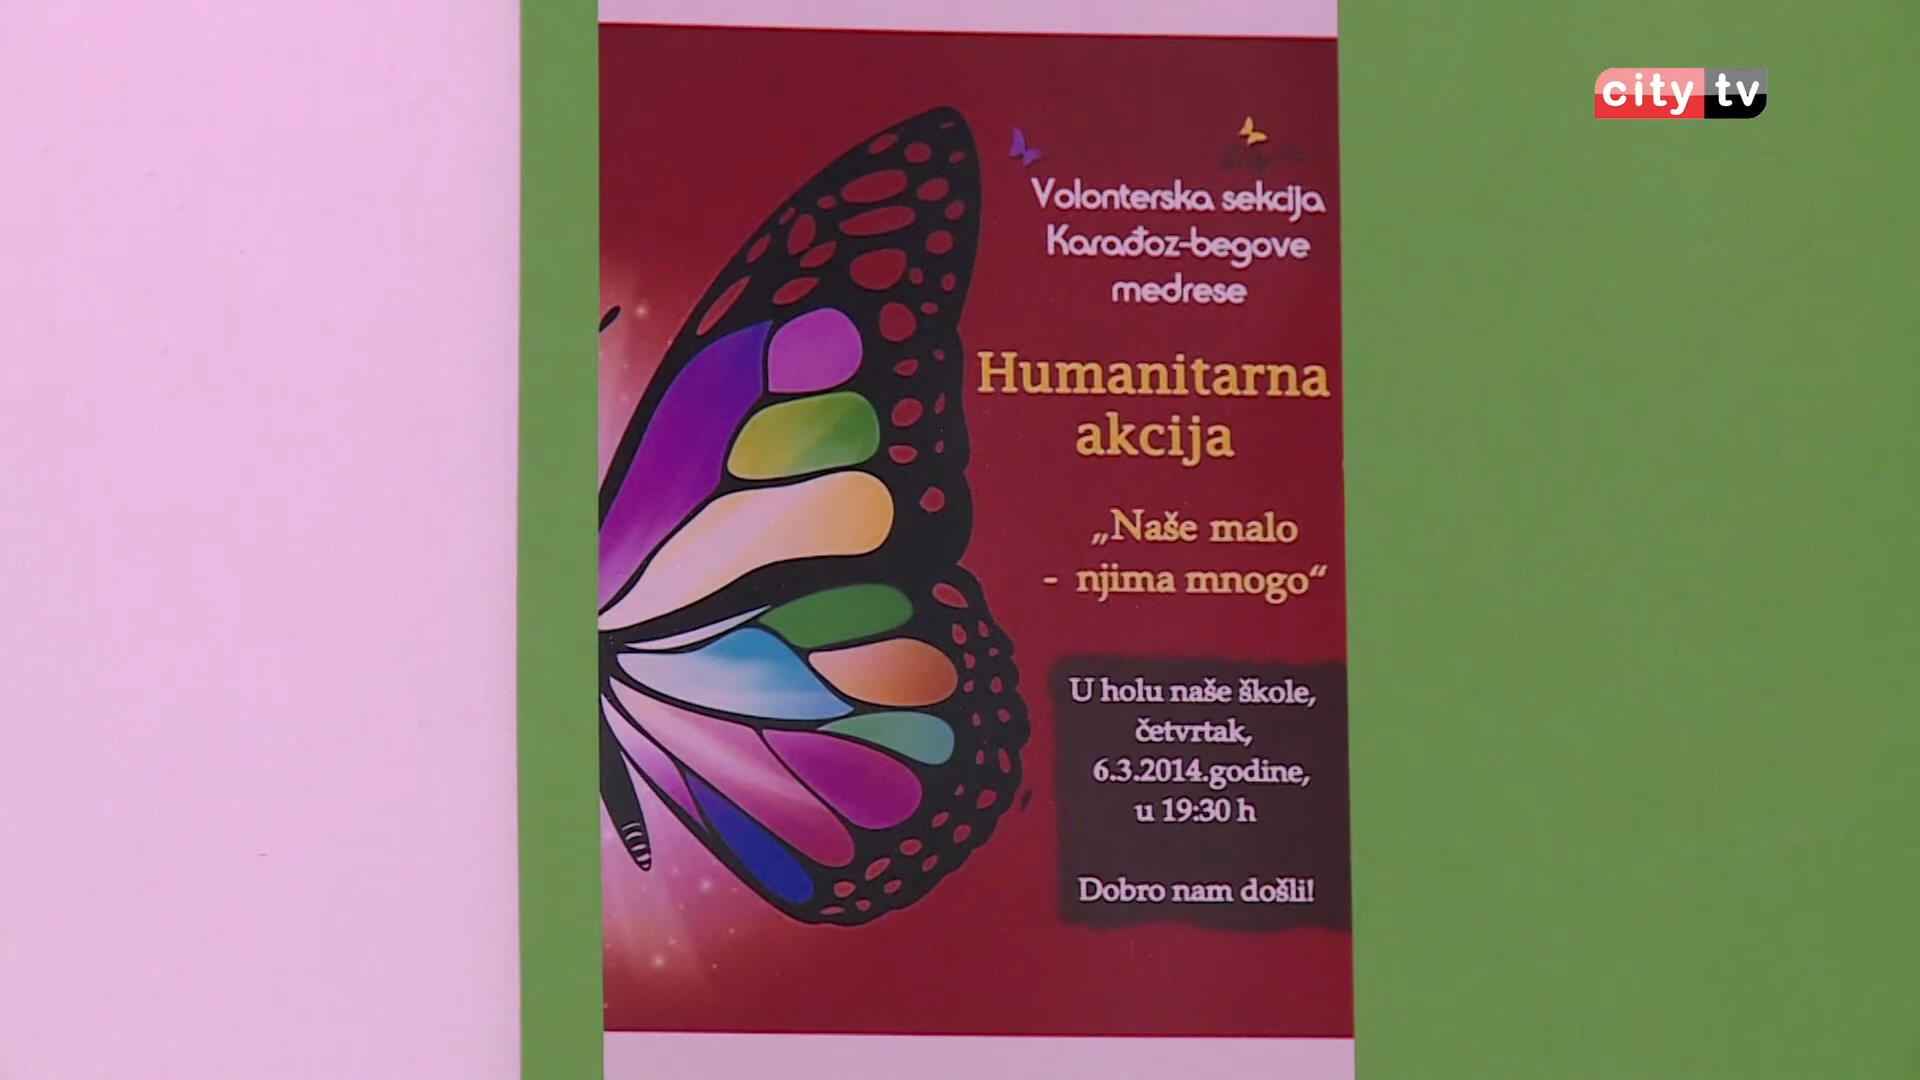 city tv
Volonterska sekcija
Karađoz-begove
medrese
Humanitarna
akcija
„Naše malo
- njima mnogo“
U holu naše škole,
četvrtak,
6.3.2014.godine,
u 19:30 h
Dobro nam došli!